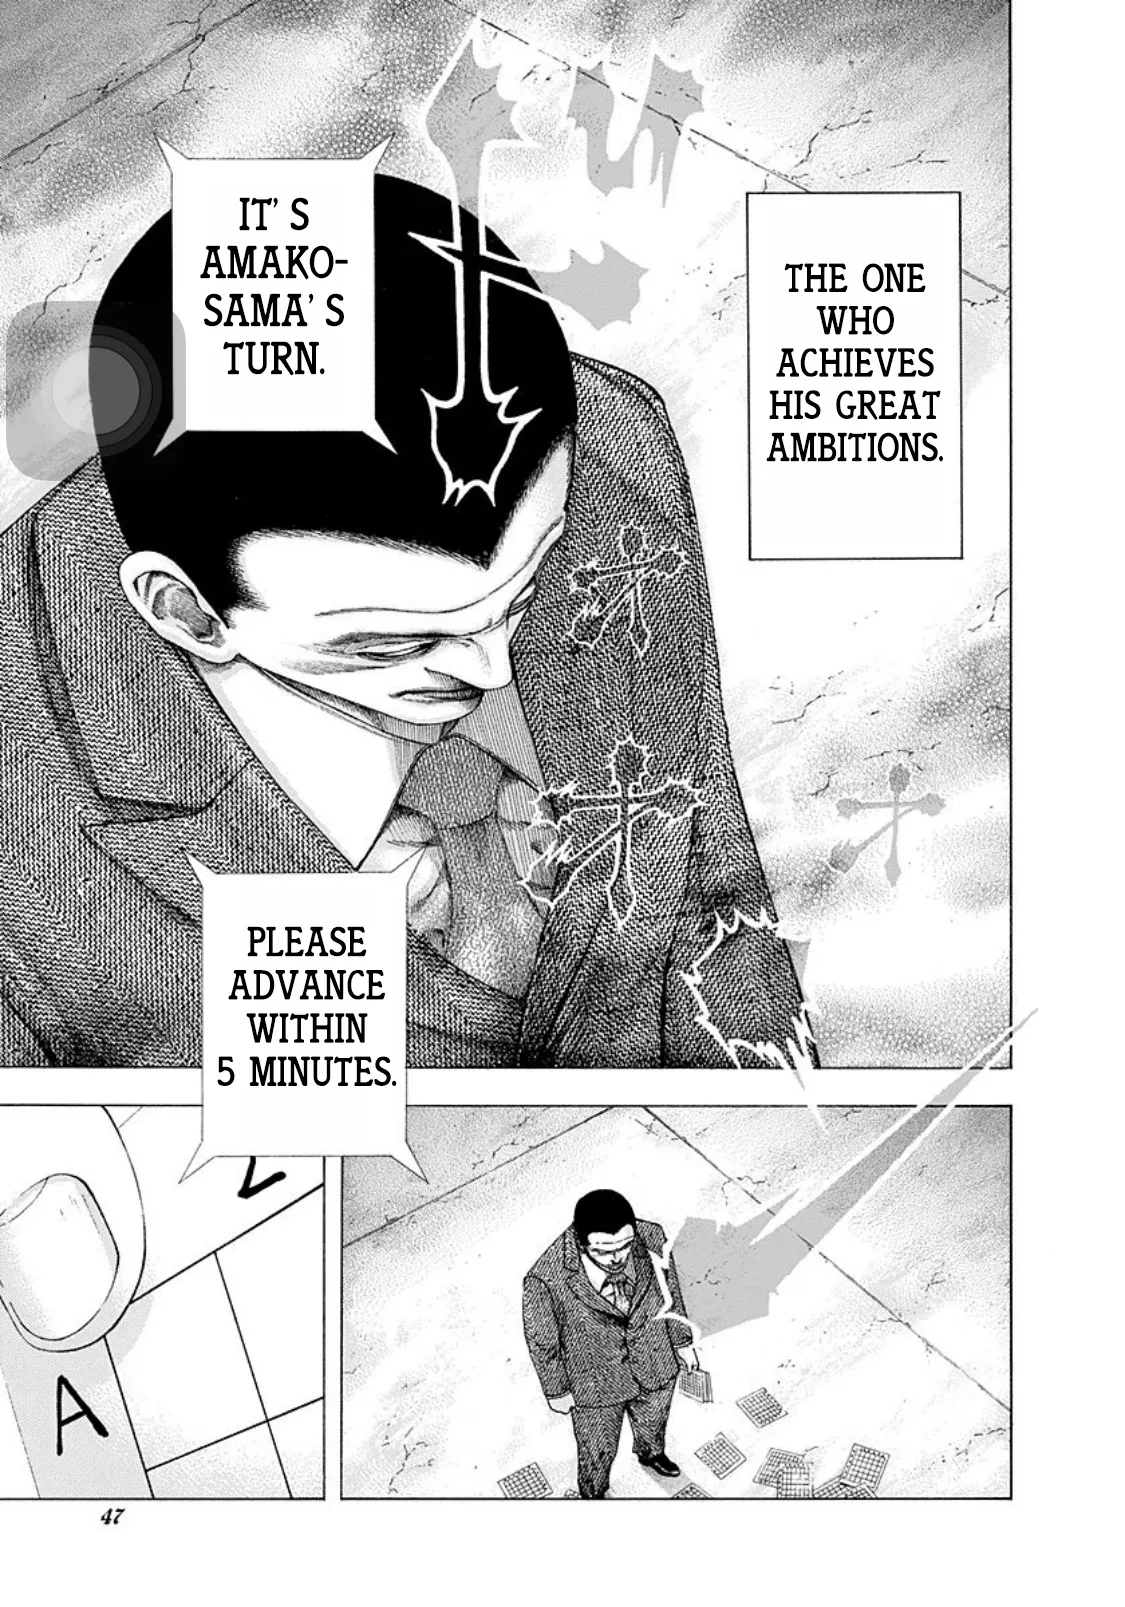 THE ONE
WHO
ACHIEVES
HIS GREAT
AMBITIONS.
IT'S
AMAKO-
SAMA'S
TURN.
PLEASE
ADVANCE
WITHIN
5 MINUTES.
A
47